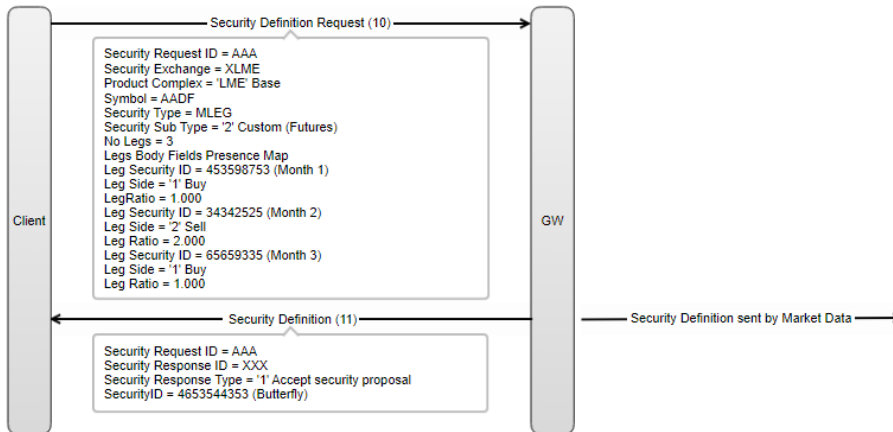 Security Definition Request (10)
Security Request ID = AAA
Security Exchange = XLME
Product Complex = 'LME' Base
Symbol = AADF
Security Type = MLEG
Security Sub Type = '2' Custom (Futures)
No Legs = 3
Legs Body Fields Presence Map
Leg Security ID = 453598753 (Month 1)
Leg Side = '1' Buy
LegRatio = 1.000
Leg Security ID = 34342525 (Month 2)
Leg Side = '2' Sell
Leg Ratio = 2.000
Leg Security ID = 65659335 (Month 3)
Leg Side = '1' Buy
Leg Ratio = 1.000
Client
GW
Security Definition (11)
Security Definition sent by Market Data
Security Request ID = AAA
Security Response ID = XXX
Security Response Type = '1' Accept security proposal
SecurityID = 4653544353 (Butterfly)